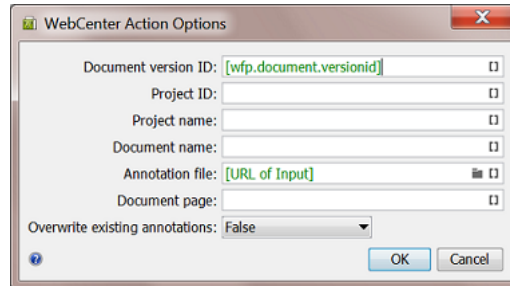 WebCenter Action Options
Document version ID: [wfp.document.versionid]
Project ID:
Project name:
Document name:
Annotation file: [URL of Input]
Document page:
Overwrite existing annotations: False
OK Cancel